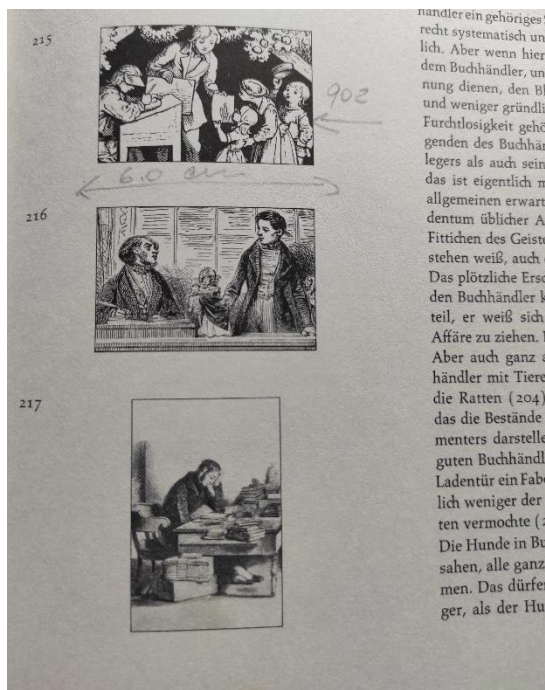 215
902
6.0 cm
216
217
händler ein gehöriges
recht systematisch un
lich. Aber wenn hier
dem Buchhändler, un
nung dienen, den Bl
und weniger gründli
Furchtlosigkeit gehö
genden des Buchhän
legers als auch sein
das ist eigentlich m
allgemeinen erwart
dentum üblicher A
Fittichen des Geiste
stehen weiß, auch
Das plötzliche Ersc
den Buchhändler k
teil, er weiß sich
Affäre zu ziehen.
Aber auch ganz a
händler mit Tiere
die Ratten (204)
das die Bestände
menters darstelle
guten Buchhändl
Ladentür ein Fabe
lich weniger der
ten vermochte (2
Die Hunde in Bu
sahen, alle ganz
men. Das dürfe
ger, als der Hu